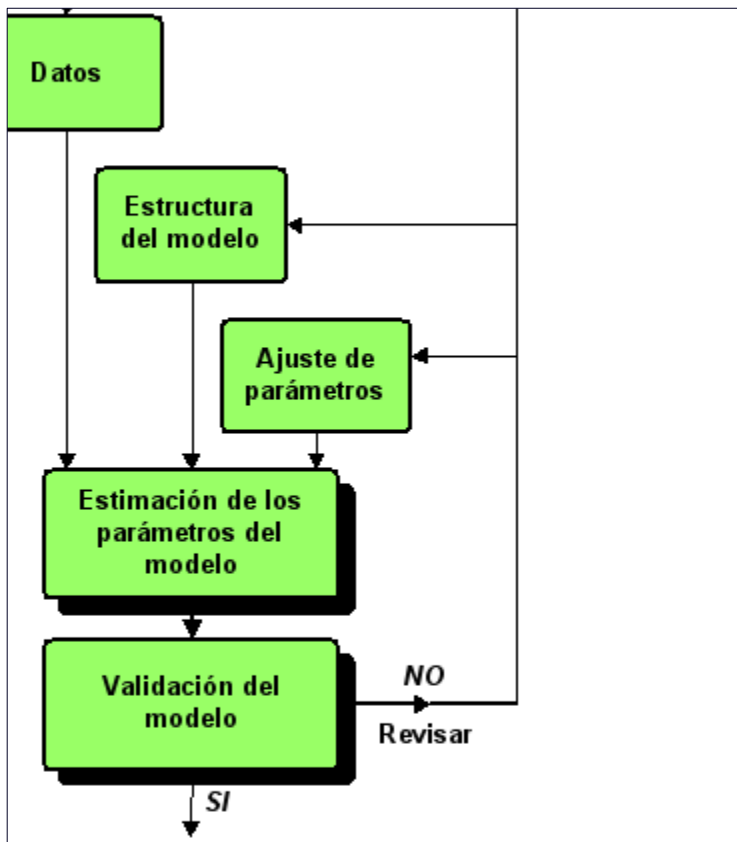 Datos
Estructura
del modelo
Ajuste de
parámetros
Estimación de los
parámetros del
modelo
Validación del
modelo
NO
Revisar
SI